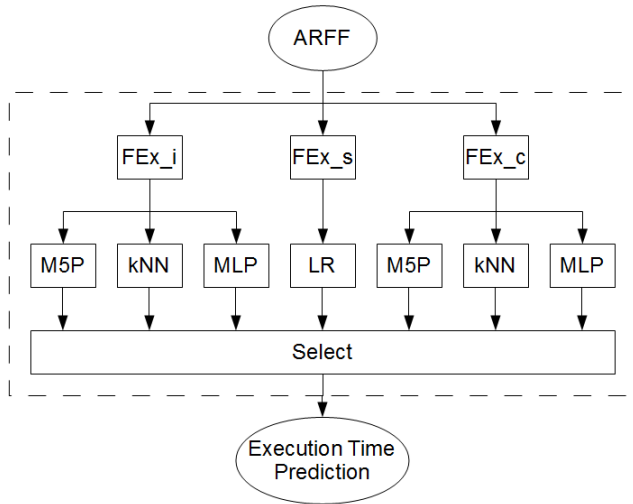 ARFF
FEx_i
FEx_s
FEx_c
M5P
kNN
MLP
LR
M5P
kNN
MLP
Select
Execution Time
Prediction